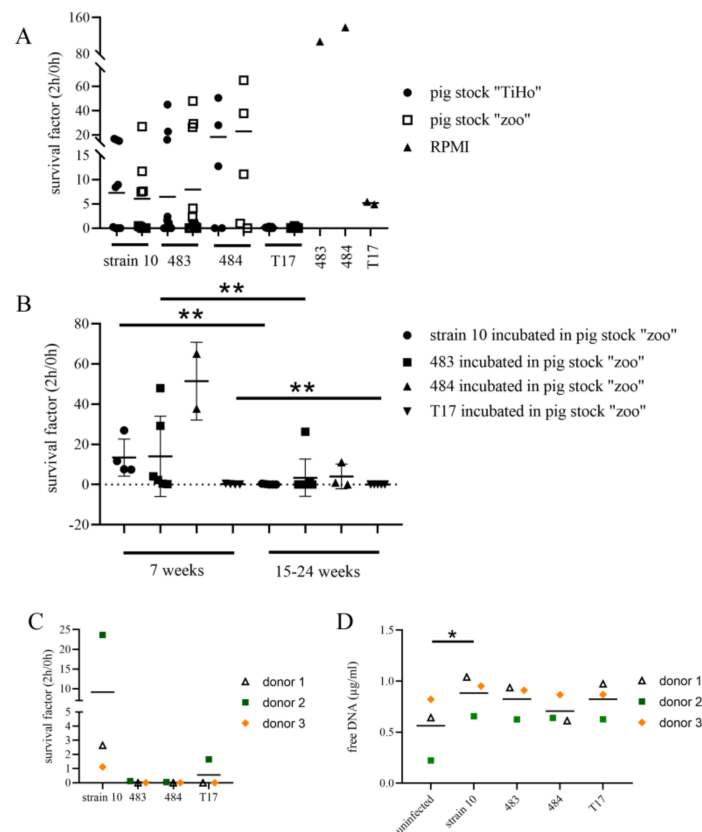 A
survival factor (2h/0h)
160
80
60
40
20
15
10
5
0
strain 10
483
484
T17
483
484
T17
pig stock "TiHo"
pig stock "zoo"
RPMI
B
survival factor (2h/0h)
80
60
40
20
0
-20
**
**
**
7 weeks
15-24 weeks
strain 10 incubated in pig stock "zoo"
483 incubated in pig stock "zoo"
484 incubated in pig stock "zoo"
T17 incubated in pig stock "zoo"
C
survival factor (2h/0h)
25
20
15
10
5
4
3
2
1
0
strain 10
483
484
T17
donor 1
donor 2
donor 3
D
free DNA (µg/ml)
1.5
1.0
0.5
0.0
*
uninfected
strain 10
483
484
T17
donor 1
donor 2
donor 3